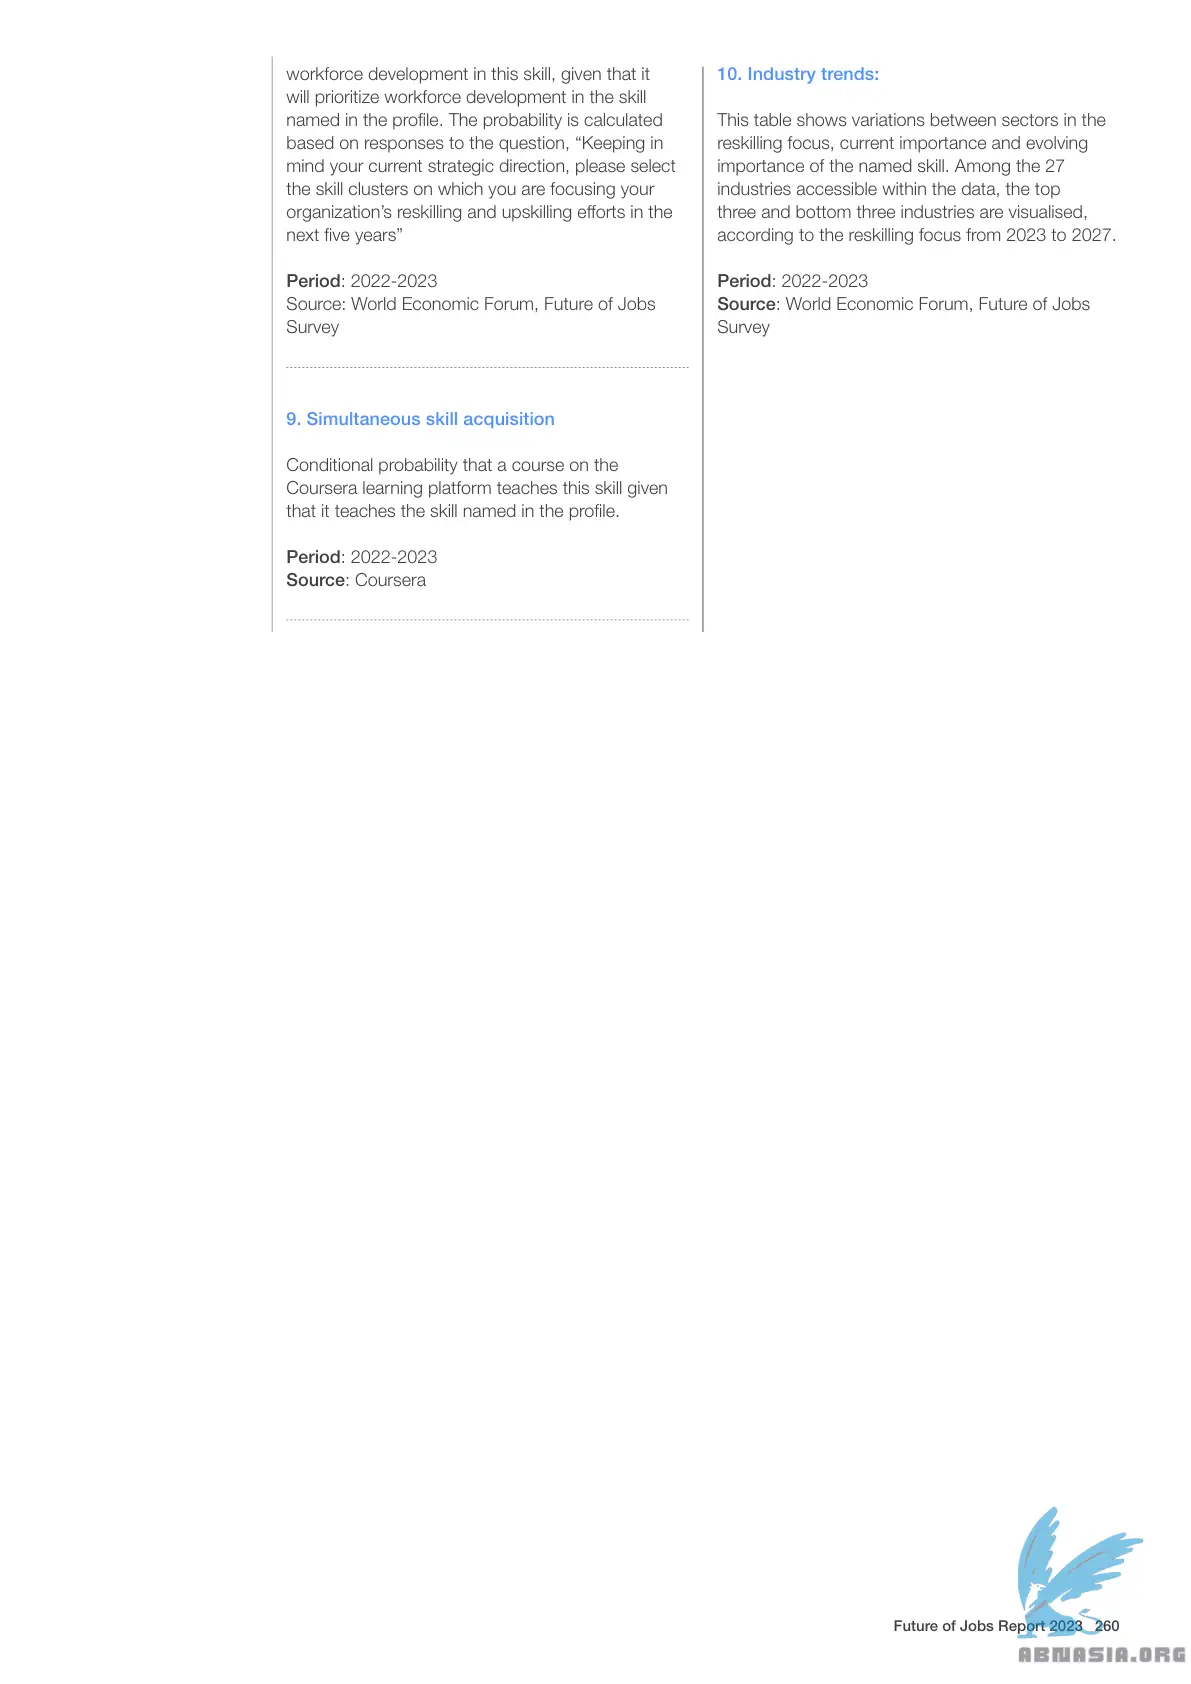 workforce development in this skill, given that it
will prioritize workforce development in the skill
named in the profile. The probability is calculated
based on responses to the question, “Keeping in
mind your current strategic direction, please select
the skill clusters on which you are focusing your
organization’s reskilling and upskilling efforts in the
next five years”
Period: 2022-2023
Source: World Economic Forum, Future of Jobs
Survey
9. Simultaneous skill acquisition
Conditional probability that a course on the
Coursera learning platform teaches this skill given
that it teaches the skill named in the profile.
Period: 2022-2023
Source: Coursera
10. Industry trends:
This table shows variations between sectors in the
reskilling focus, current importance and evolving
importance of the named skill. Among the 27
industries accessible within the data, the top
three and bottom three industries are visualised,
according to the reskilling focus from 2023 to 2027.
Period: 2022-2023
Source: World Economic Forum, Future of Jobs
Survey
Future of Jobs Report 2023 260
ABNASIA.ORG